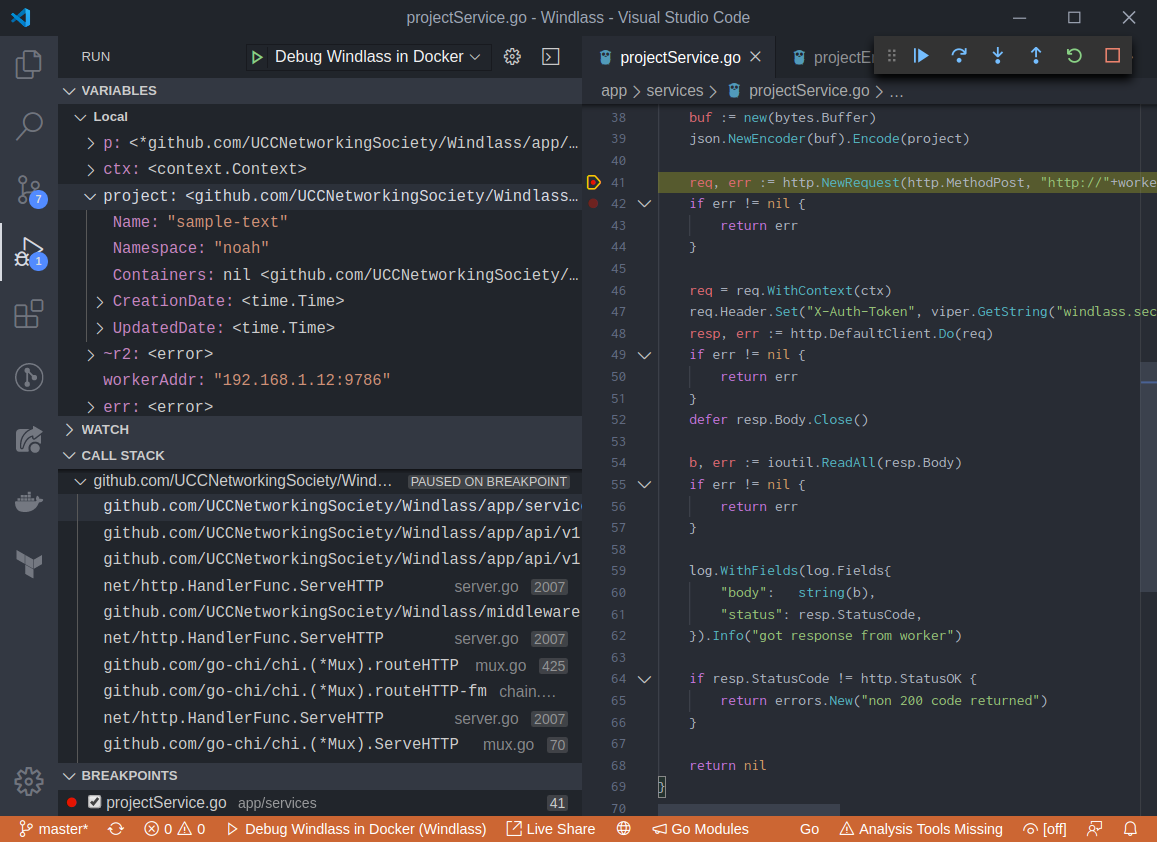 projectService.go - Windlass - Visual Studio Code
RUN
Debug Windlass in Docker
VARIABLES
Local
p: <*github.com/UCCNetworkingSociety/Windlass/app/…
ctx: <context.Context>
project: <github.com/UCCNetworkingSociety/Windlass…
Name: "sample-text"
Namespace: "noah"
Containers: nil <github.com/UCCNetworkingSociety/…
CreationDate: <time.Time>
UpdatedDate: <time.Time>
~r2: <error>
workerAddr: "192.168.1.12:9786"
err: <error>
WATCH
CALL STACK
github.com/UCCNetworkingSociety/Wind… PAUSED ON BREAKPOINT
github.com/UCCNetworkingSociety/Windlass/app/servic
github.com/UCCNetworkingSociety/Windlass/app/api/v1
github.com/UCCNetworkingSociety/Windlass/app/api/v1
net/http.HandlerFunc.ServeHTTP server.go 2007
github.com/UCCNetworkingSociety/Windlass/middleware
net/http.HandlerFunc.ServeHTTP server.go 2007
github.com/go-chi/chi.(*Mux).routeHTTP mux.go 425
github.com/go-chi/chi.(*Mux).routeHTTP-fm chain.…
net/http.HandlerFunc.ServeHTTP server.go 2007
github.com/go-chi/chi.(*Mux).ServeHTTP mux.go 70
BREAKPOINTS
projectService.go app/services 41
7
1
projectService.go
projectEn
app > services > projectService.go > …
38 buf := new(bytes.Buffer)
39 json.NewEncoder(buf).Encode(project)
40
41 req, err := http.NewRequest(http.MethodPost, "http://"+worke
42 if err != nil {
43 return err
44 }
45
46 req = req.WithContext(ctx)
47 req.Header.Set("X-Auth-Token", viper.GetString("windlass.sec
48 resp, err := http.DefaultClient.Do(req)
49 if err != nil {
50 return err
51 }
52 defer resp.Body.Close()
53
54 b, err := ioutil.ReadAll(resp.Body)
55 if err != nil {
56 return err
57 }
58
59 log.WithFields(log.Fields{
60 "body": string(b),
61 "status": resp.StatusCode,
62 }).Info("got response from worker")
63
64 if resp.StatusCode != http.StatusOK {
65 return errors.New("non 200 code returned")
66 }
67
68 return nil
69 }
70
master* 0 0 Debug Windlass in Docker (Windlass) Live Share Go Modules Go Analysis Tools Missing [off]